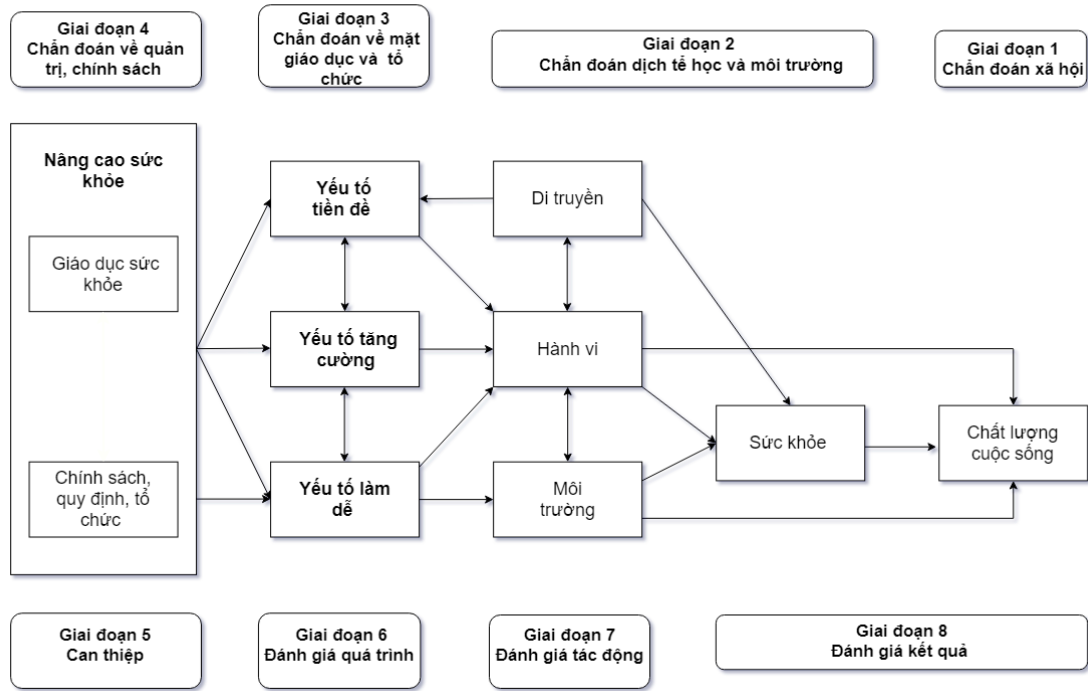 Giai đoạn 4
Chẩn đoán về quản
trị, chính sách
Giai đoạn 3
Chẩn đoán về mặt
giáo dục và tổ
chức
Giai đoạn 2
Chẩn đoán dịch tễ học và môi trường
Giai đoạn 1
Chẩn đoán xã hội
Nâng cao sức
khỏe
Giáo dục sức
khỏe
Chính sách,
quy định, tổ
chức
Yếu tố
tiền đề
Yếu tố tăng
cường
Yếu tố làm
dễ
Di truyền
Hành vi
Môi
trường
Sức khỏe
Chất lượng
cuộc sống
Giai đoạn 5
Can thiệp
Giai đoạn 6
Đánh giá quá trình
Giai đoạn 7
Đánh giá tác động
Giai đoạn 8
Đánh giá kết quả